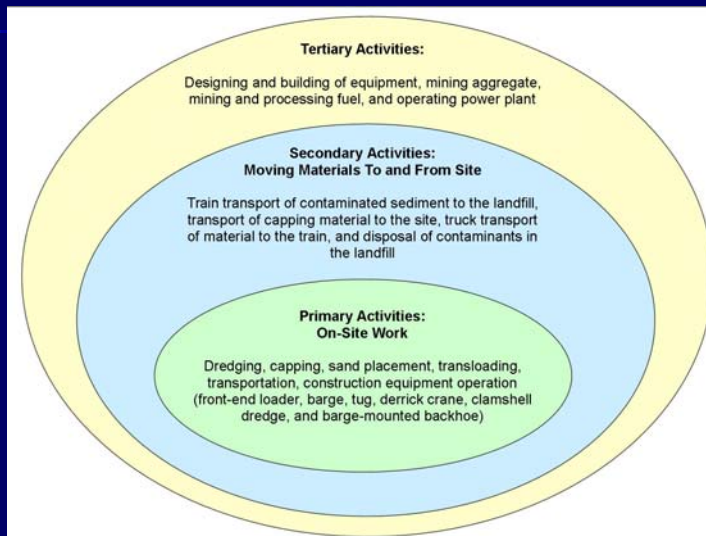 Tertiary Activities:
Designing and building of equipment, mining aggregate,
mining and processing fuel, and operating power plant
Secondary Activities:
Moving Materials To and From Site
Train transport of contaminated sediment to the landfill,
transport of capping material to the site, truck transport
of material to the train, and disposal of contaminants in
the landfill
Primary Activities:
On-Site Work
Dredging, capping, sand placement, transloading,
transportation, construction equipment operation
(front-end loader, barge, tug, derrick crane, clamshell
dredge, and barge-mounted backhoe)